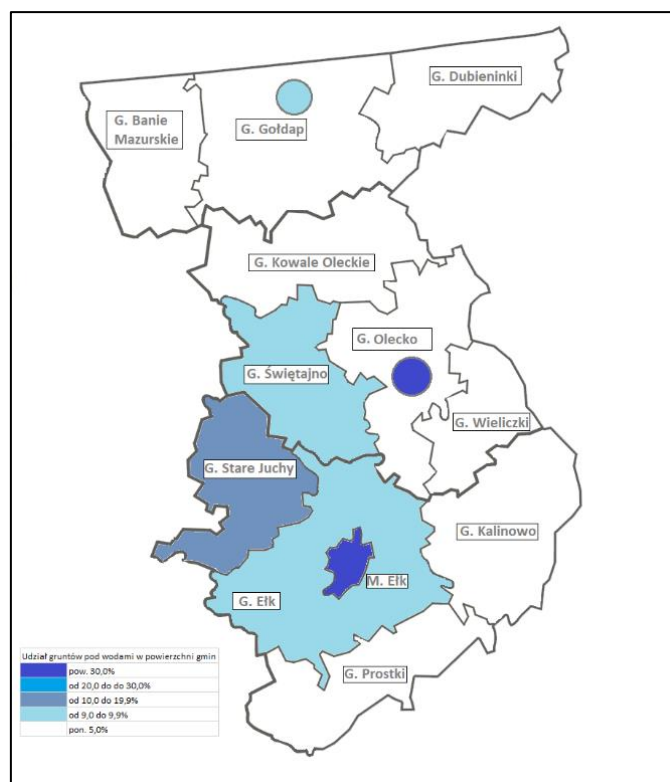 G. Dubieninki
G. Banie
Mazurskie
G. Gołdap
G. Kowale Oleckie
G. Olecko
G. Świętajno
G. Wieliczki
G. Stare Juchy
G. Kalinowo
M. Ełk
G. Ełk
G. Prostki
Udział gruntów pod wodami w powierzchni gmin
pow. 30,0%
od 20,0 do do 30,0%
od 10,0 do 19,9%
od 9,0 do 9,9%
pon. 5,0%